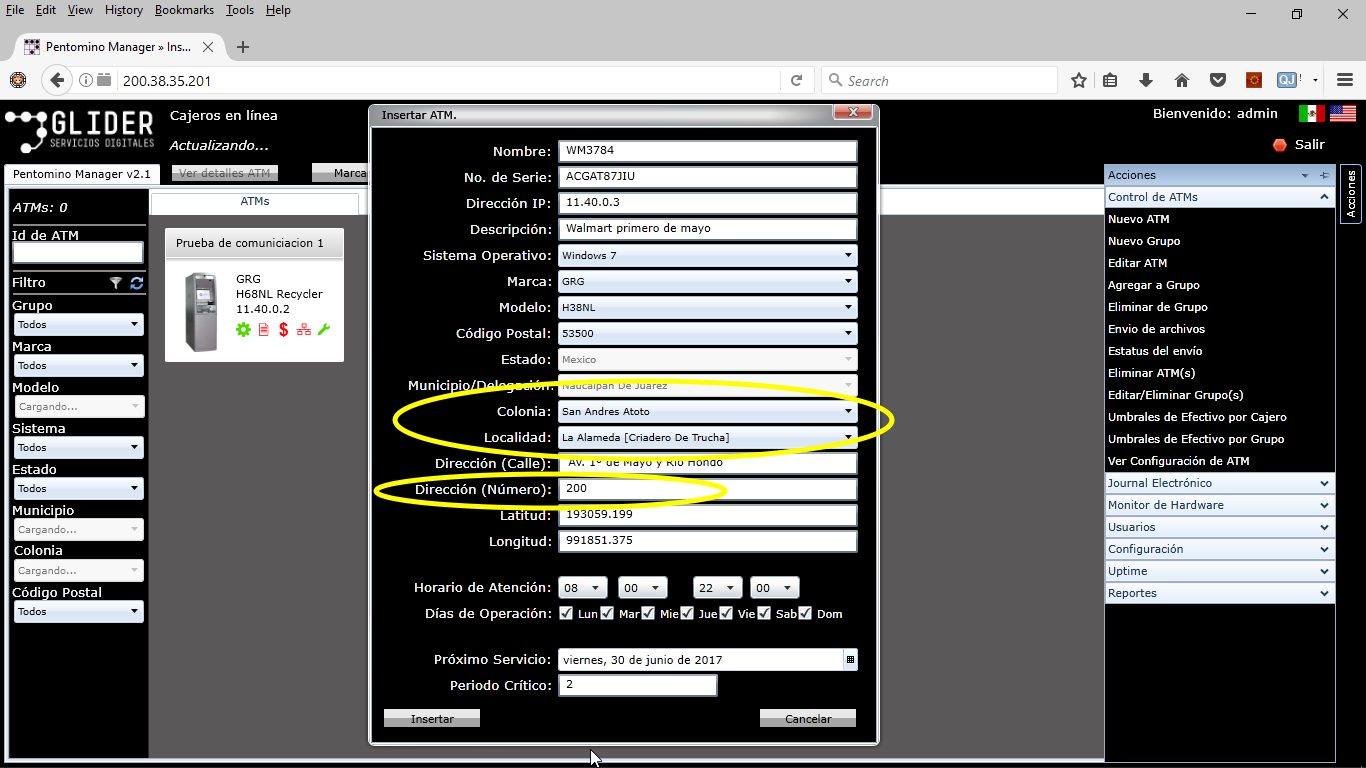 File Edit View History Bookmarks Tools Help
Pentomino Manager » Ins...
200.38.35.201
Search
QJ !
GLIDER
SERVICIOS DIGITALES
Cajeros en línea
Actualizando...
Bienvenido: admin
Salir
Pentomino Manager v2.1
Ver detalles ATM
Marca
ATMs: 0
Id de ATM
Filtro
Grupo
Todos
Marca
Todos
Modelo
Cargando...
Sistema
Todos
Estado
Todos
Municipio
Cargando...
Colonia
Cargando...
Código Postal
Todos
ATMs
Prueba de comuniciacion 1
GRG
H68NL Recycler
11.40.0.2
Insertar ATM.
Nombre: WM3784
No. de Serie: ACGAT87JIU
Dirección IP: 11.40.0.3
Descripción: Walmart primero de mayo
Sistema Operativo: Windows 7
Marca: GRG
Modelo: H38NL
Código Postal: 53500
Estado: Mexico
Municipio/Delegación: Naucalpan De Juarez
Colonia: San Andres Atoto
Localidad: La Alameda [Criadero De Trucha]
Dirección (Calle): Av. 1º de Mayo y Rio Hondo
Dirección (Número): 200
Latitud: 193059.199
Longitud: 991851.375
Horario de Atención: 08 00 22 00
Días de Operación: Lun Mar Mie Jue Vie Sab Dom
Próximo Servicio: viernes, 30 de junio de 2017
Periodo Crítico: 2
Insertar Cancelar
Acciones
Control de ATMs
Nuevo ATM
Nuevo Grupo
Editar ATM
Agregar a Grupo
Eliminar de Grupo
Envio de archivos
Estatus del envío
Eliminar ATM(s)
Editar/Eliminar Grupo(s)
Umbrales de Efectivo por Cajero
Umbrales de Efectivo por Grupo
Ver Configuración de ATM
Journal Electrónico
Monitor de Hardware
Usuarios
Configuración
Uptime
Reportes
Acciones